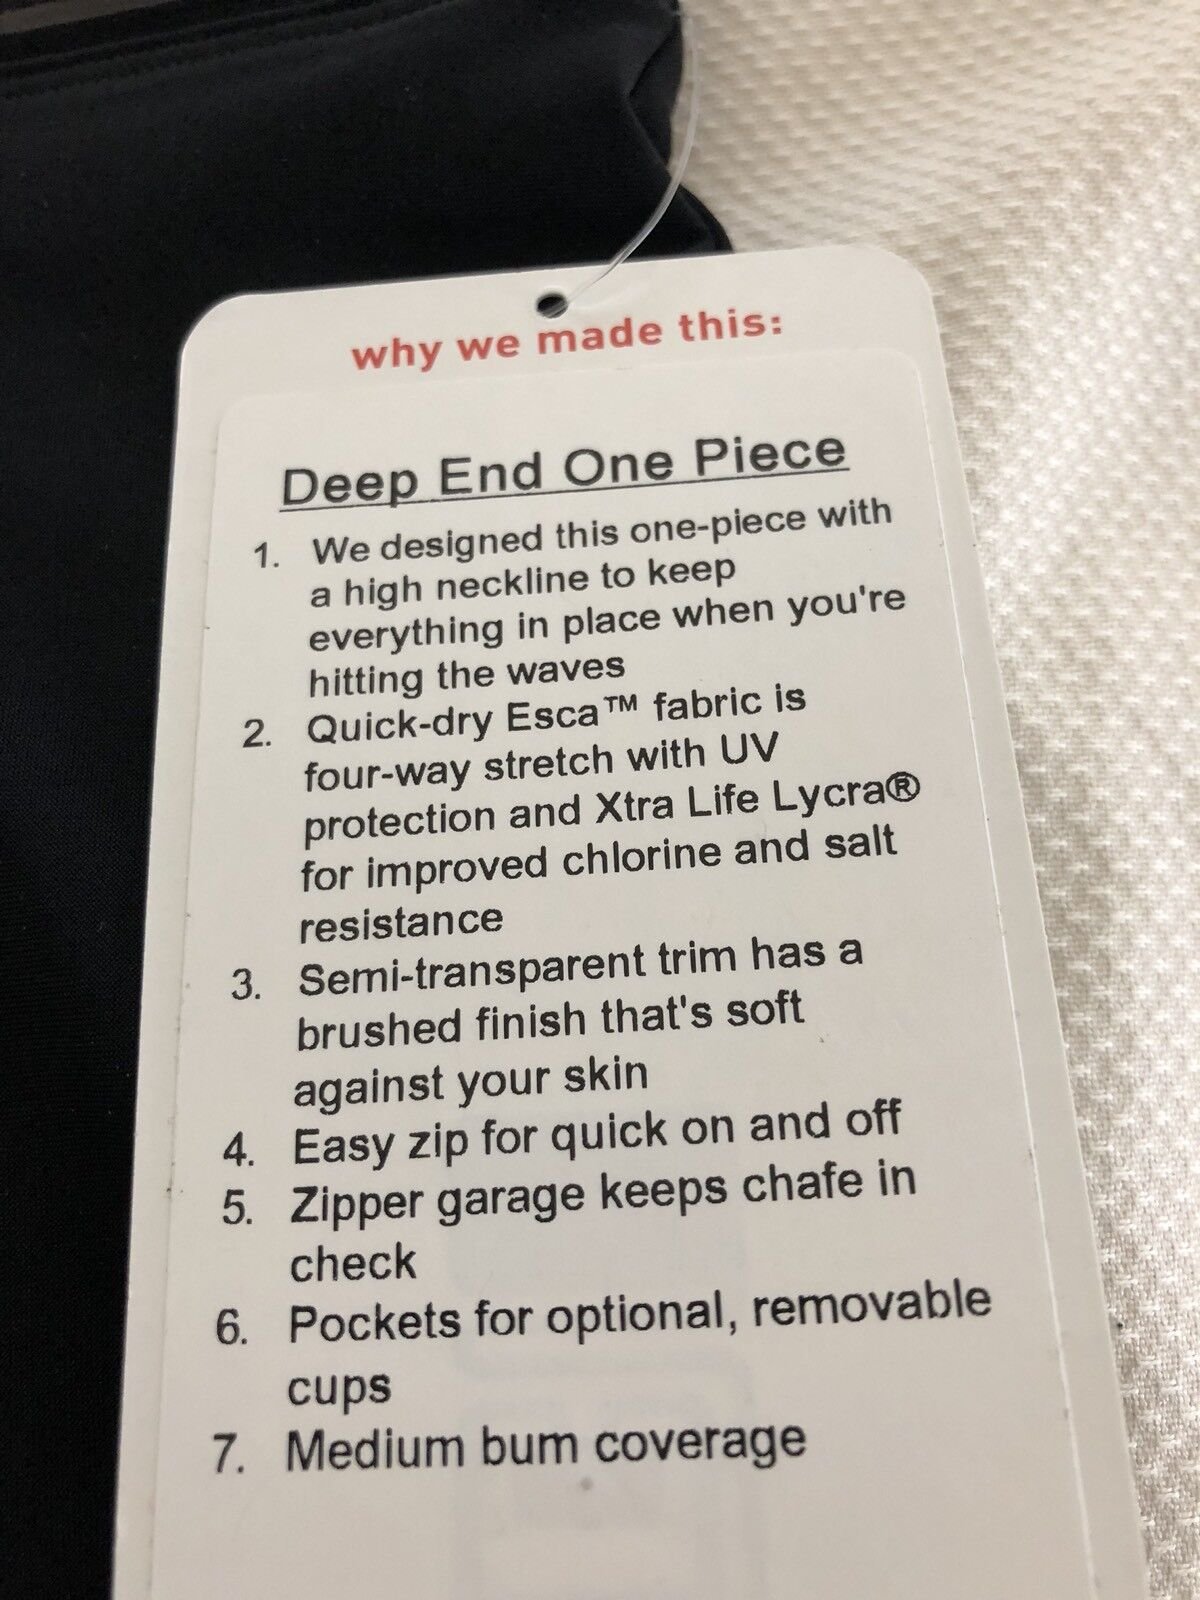 why we made this:
Deep End One Piece
1. We designed this one-piece with
a high neckline to keep
everything in place when you're
hitting the waves
2. Quick-dry Esca™ fabric is
four-way stretch with UV
protection and Xtra Life Lycra®
for improved chlorine and salt
resistance
3. Semi-transparent trim has a
brushed finish that's soft
against your skin
4. Easy zip for quick on and off
5. Zipper garage keeps chafe in
check
6. Pockets for optional, removable
cups
7. Medium bum coverage